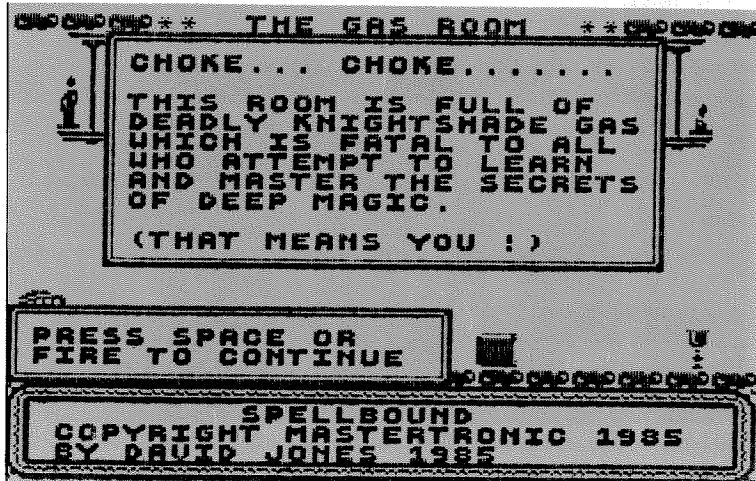 ** THE GAS ROOM **
CHOKE... CHOKE.......
THIS ROOM IS FULL OF
DEADLY KNIGHTSHADE GAS
WHICH IS FATAL TO ALL
WHO ATTEMPT TO LEARN
AND MASTER THE SECRETS
OF DEEP MAGIC.
(THAT MEANS YOU !)
PRESS SPACE OR
FIRE TO CONTINUE
SPELLBOUND
COPYRIGHT MASTERTRONIC 1985
BY DAVID JONES 1985